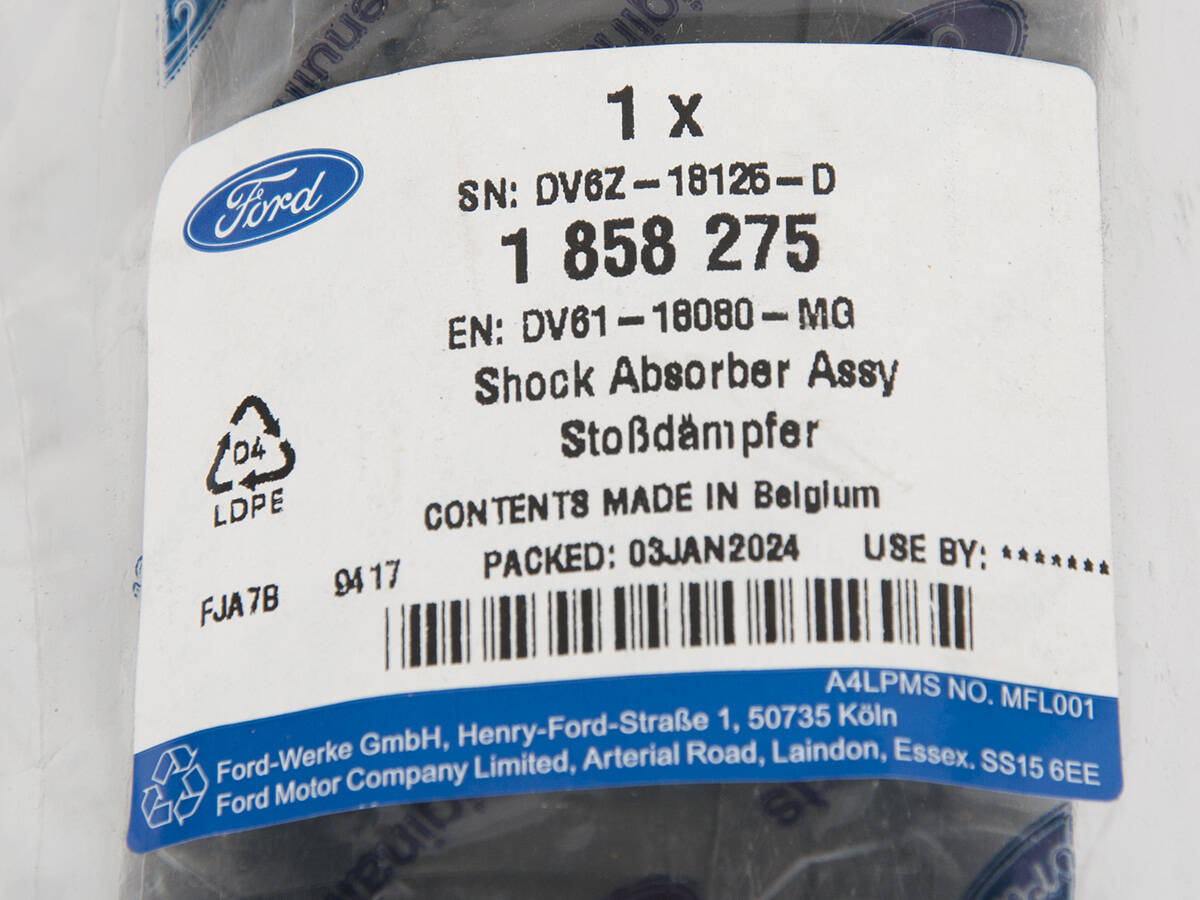 1 x
Ford
SN: DV6Z-18125-D
1 858 275
EN: DV61-18080-MG
Shock Absorber Assy
Stoßdämpfer
04
LDPE
CONTENTS MADE IN Belgium
PACKED: 03JAN2024 USE BY: *******
FJA7B 9417
A4LPMS NO. MFL001
Ford-Werke GmbH, Henry-Ford-Straße 1, 50735 Köln
Ford Motor Company Limited, Arterial Road, Laindon, Essex. SS15 6EE